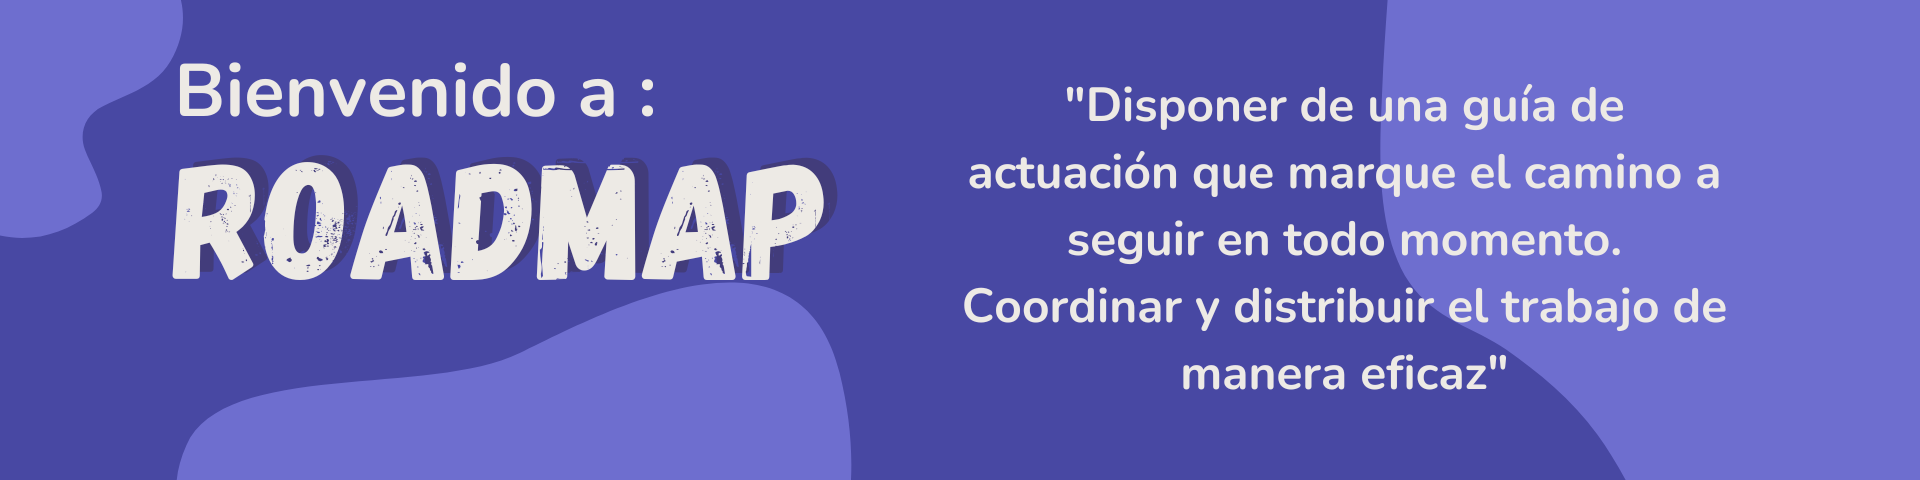 Bienvenido a :
ROADMAP
"Disponer de una guía de
actuación que marque el camino a
seguir en todo momento.
Coordinar y distribuir el trabajo de
manera eficaz"